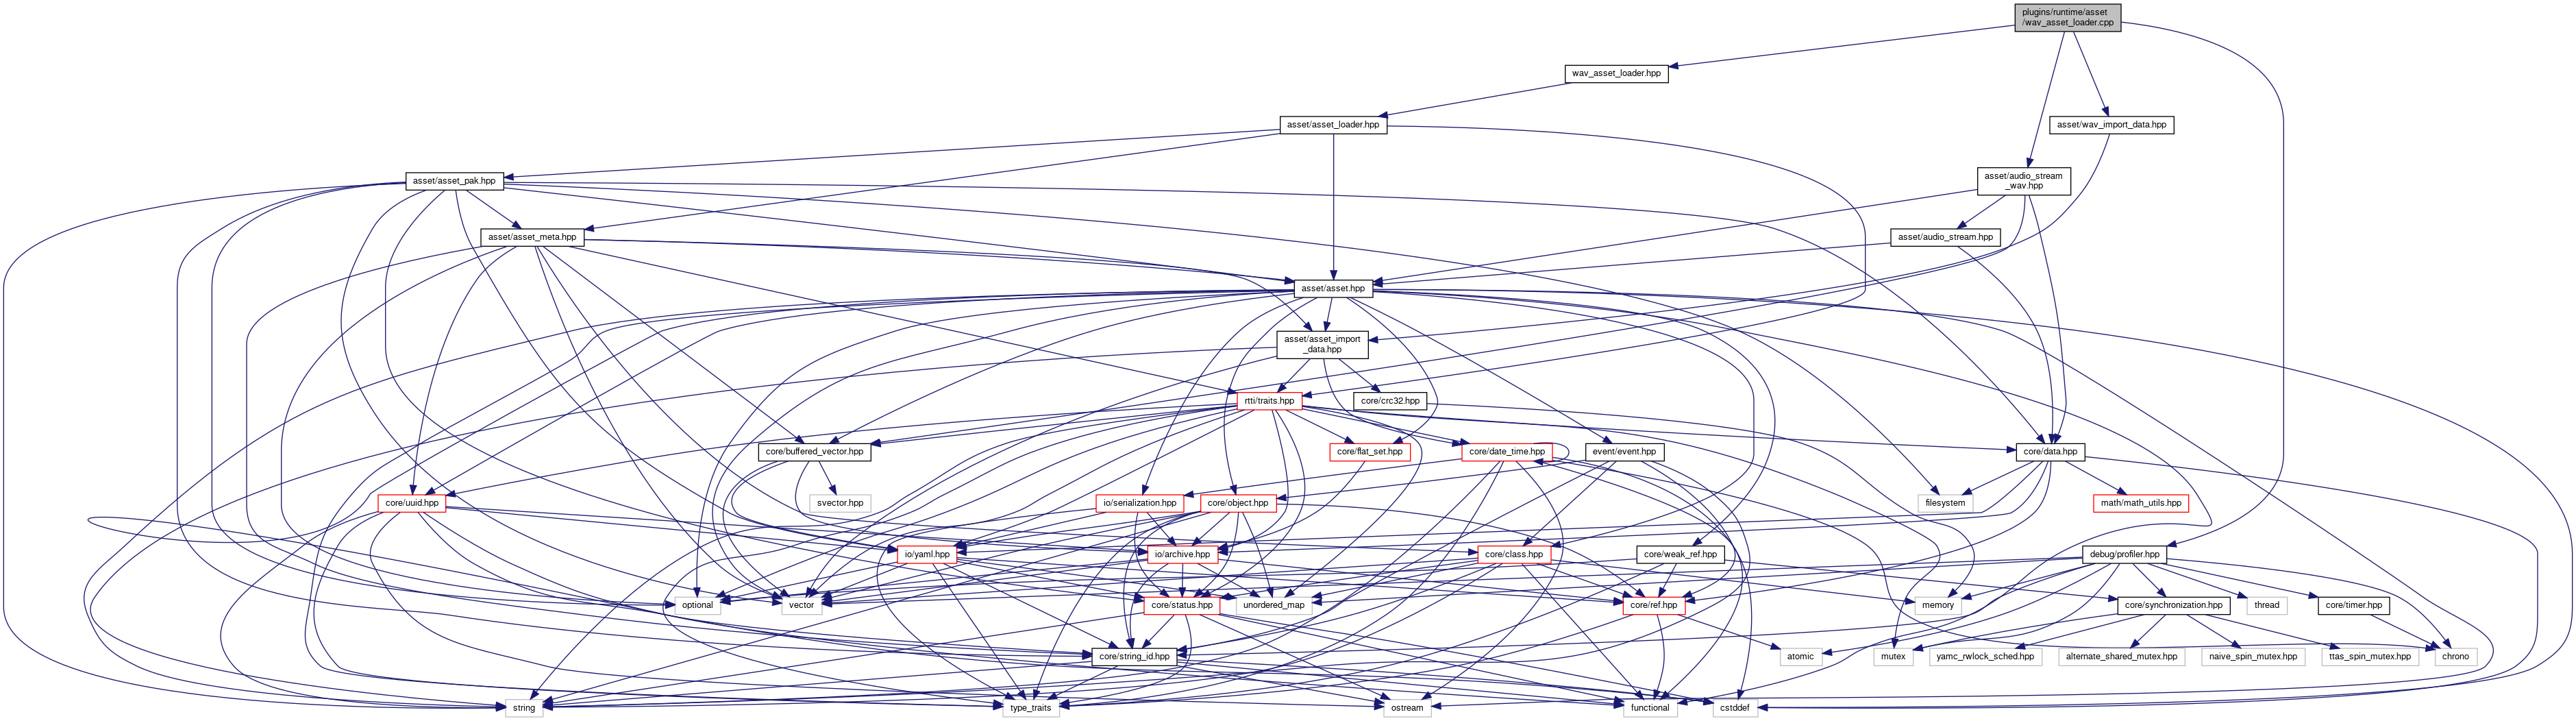 plugins/runtime/asset
/wav_asset_loader.cpp
wav_asset_loader.hpp
asset/asset_loader.hpp
asset/wav_import_data.hpp
asset/asset_pak.hpp
asset/audio_stream
_wav.hpp
asset/asset_meta.hpp
asset/audio_stream.hpp
asset/asset.hpp
asset/asset_import
_data.hpp
rtti/traits.hpp
core/crc32.hpp
core/buffered_vector.hpp
core/flat_set.hpp
core/date_time.hpp
event/event.hpp
core/data.hpp
core/uuid.hpp
svector.hpp
io/serialization.hpp
core/object.hpp
filesystem
math/math_utils.hpp
io/yaml.hpp
io/archive.hpp
core/class.hpp
core/weak_ref.hpp
debug/profiler.hpp
optional
vector
core/status.hpp
unordered_map
core/ref.hpp
memory
core/synchronization.hpp
thread
core/timer.hpp
core/string_id.hpp
atomic
mutex
yamc_rwlock_sched.hpp
alternate_shared_mutex.hpp
naive_spin_mutex.hpp
ttas_spin_mutex.hpp
chrono
string
type_traits
ostream
functional
cstddef